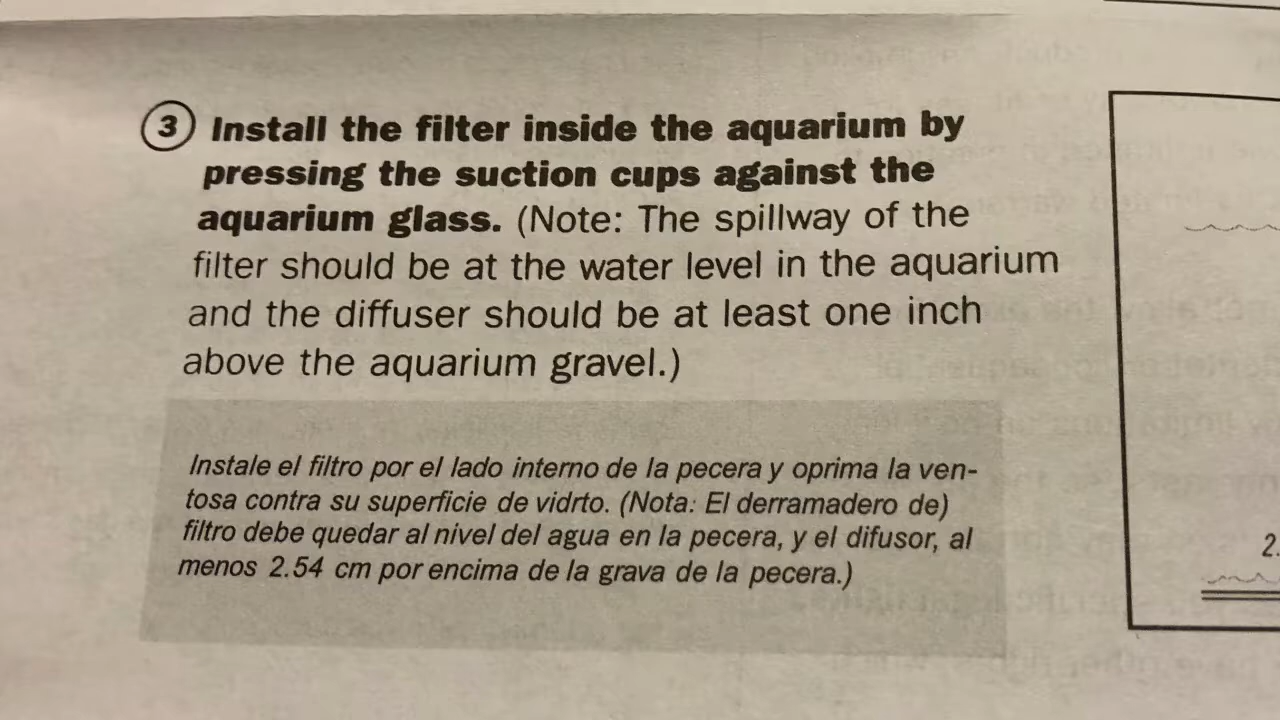 3 Install the filter inside the aquarium by
pressing the suction cups against the
aquarium glass. (Note: The spillway of the
filter should be at the water level in the aquarium
and the diffuser should be at least one inch
above the aquarium gravel.)
Instale el filtro por el lado interno de la pecera y oprima la ven-
tosa contra su superficie de vidrto. (Nota: El derramadero de)
filtro debe quedar al nivel del agua en la pecera, y el difusor, al
menos 2.54 cm por encima de la grava de la pecera.)
2.